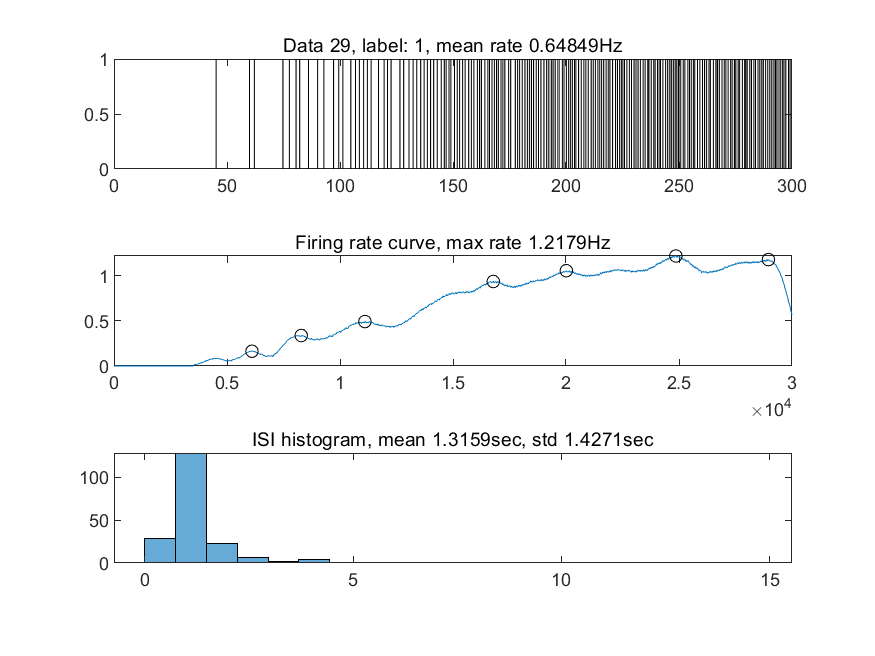 Data 29, label: 1, mean rate 0.64849Hz
1
0.5
0
0 50 100 150 200 250 300
Firing rate curve, max rate 1.2179Hz
1
0.5
0
0 0.5 1 1.5 2 2.5 3
×10⁴
ISI histogram, mean 1.3159sec, std 1.4271sec
100
50
0
0 5 10 15